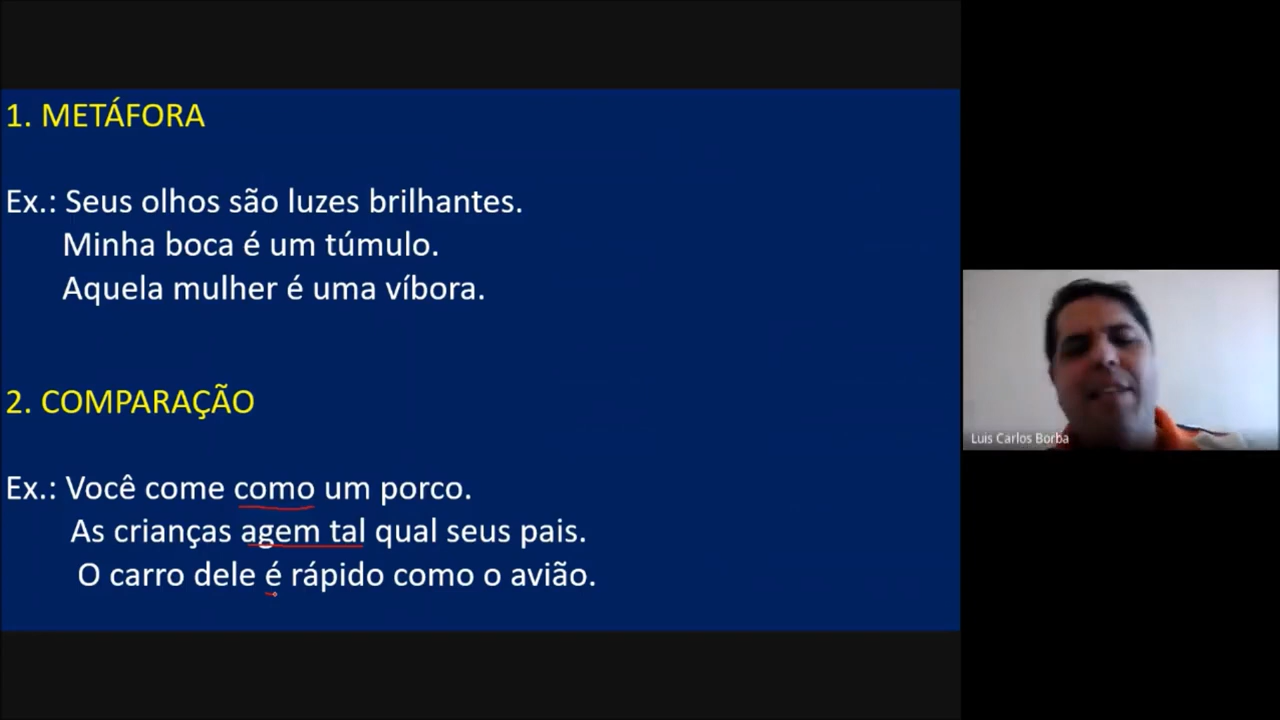 1. METÁFORA
Ex.: Seus olhos são luzes brilhantes.
Minha boca é um túmulo.
Aquela mulher é uma víbora.
2. COMPARAÇÃO
Ex.: Você come como um porco.
As crianças agem tal qual seus pais.
O carro dele é rápido como o avião.
Luis Carlos Borba